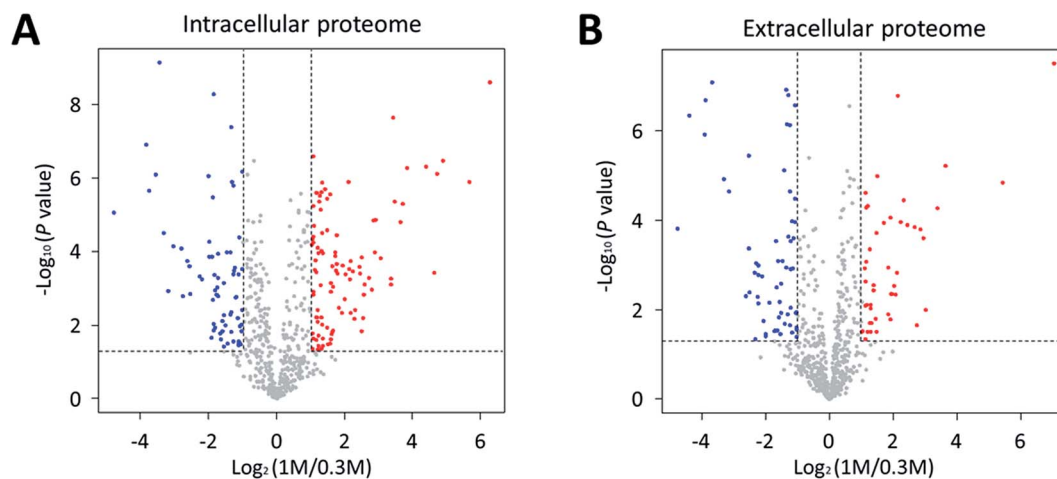 A
Intracellular proteome
-Log₁₀ (P value)
8
6
4
2
0
-4 -2 0 2 4 6
Log₂ (1M/0.3M)
B
Extracellular proteome
-Log₁₀ (P value)
6
4
2
0
-4 -2 0 2 4 6
Log₂ (1M/0.3M)